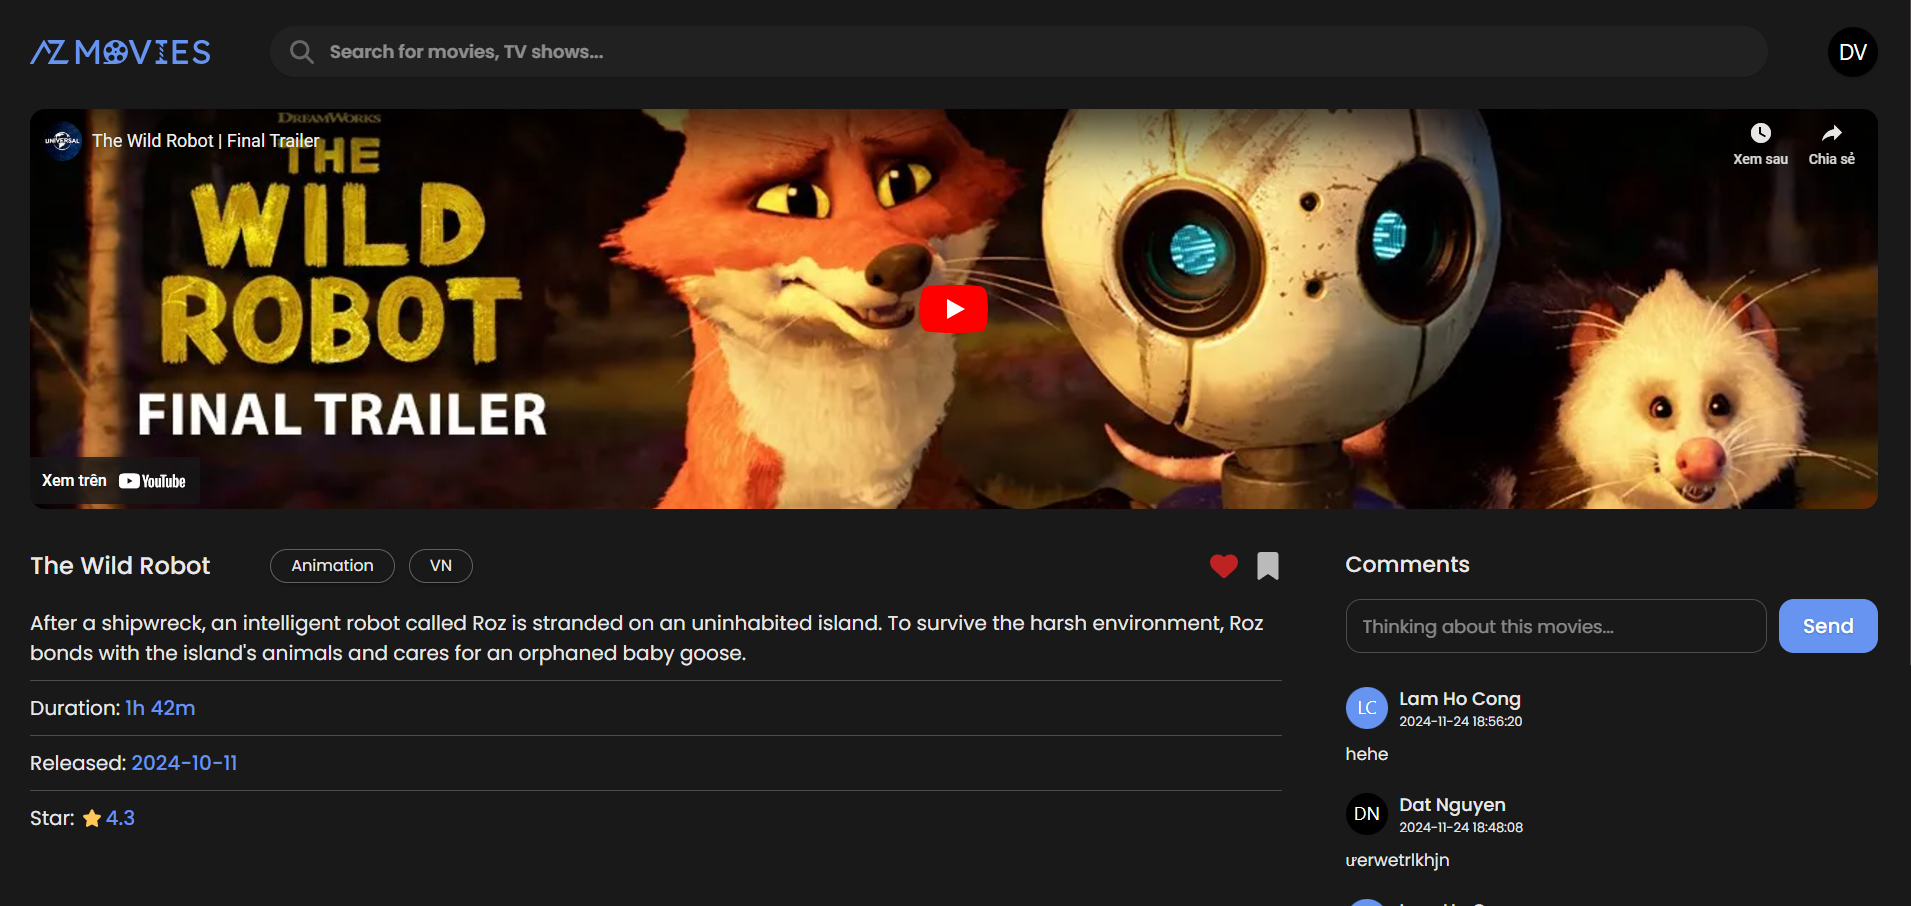 AZ MOVIES
Search for movies, TV shows...
DV
UNIVERSAL
The Wild Robot | Final Trailer
Xem sau
Chia sẻ
DREAMWORKS
THE
WILD
ROBOT
FINAL TRAILER
Xem trên YouTube
The Wild Robot
Animation
VN
After a shipwreck, an intelligent robot called Roz is stranded on an uninhabited island. To survive the harsh environment, Roz
bonds with the island's animals and cares for an orphaned baby goose.
Duration: 1h 42m
Released: 2024-10-11
Star: 4.3
Comments
Thinking about this movies...
Send
LC
Lam Ho Cong
2024-11-24 18:56:20
hehe
DN
Dat Nguyen
2024-11-24 18:48:08
ưerwetrlkhjn